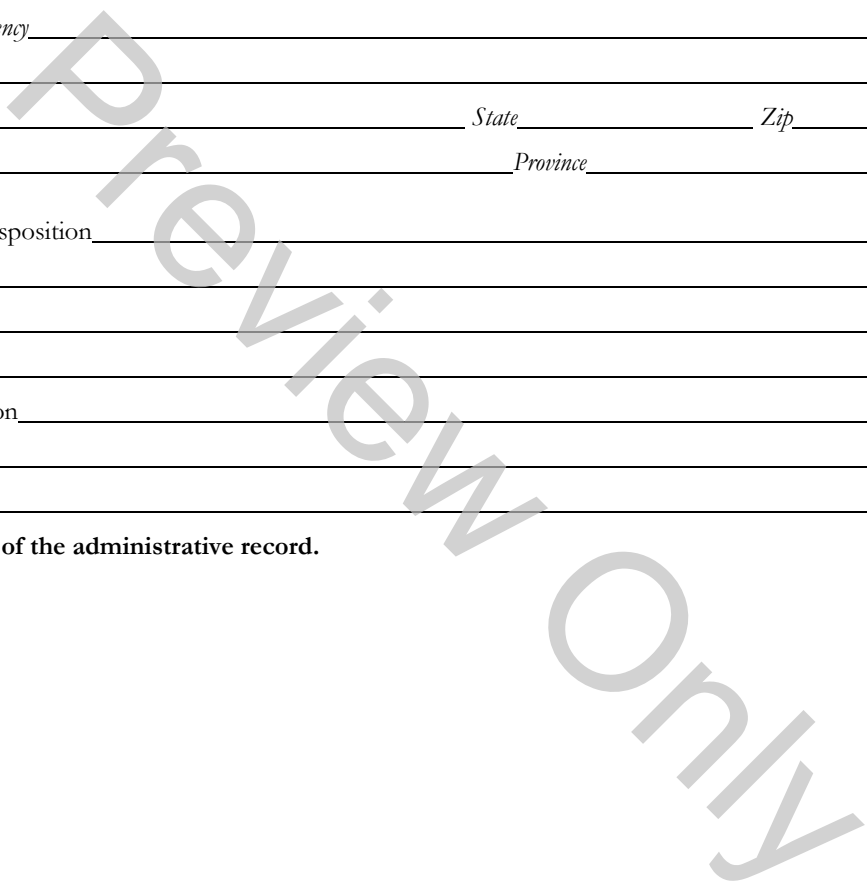 ency
State Zip
Province
sposition
on
of the administrative record.
Preview Only